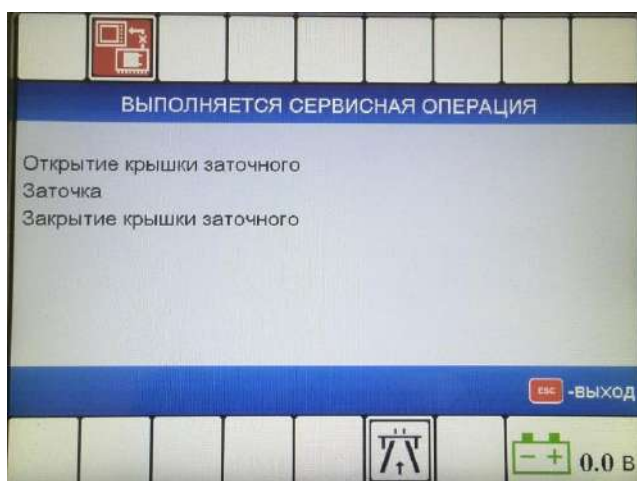 ВЫПОЛНЯЕТСЯ СЕРВИСНАЯ ОПЕРАЦИЯ
Открытие крышки заточного
Заточка
Закрытие крышки заточного
ESC -ВЫХОД
0.0 В